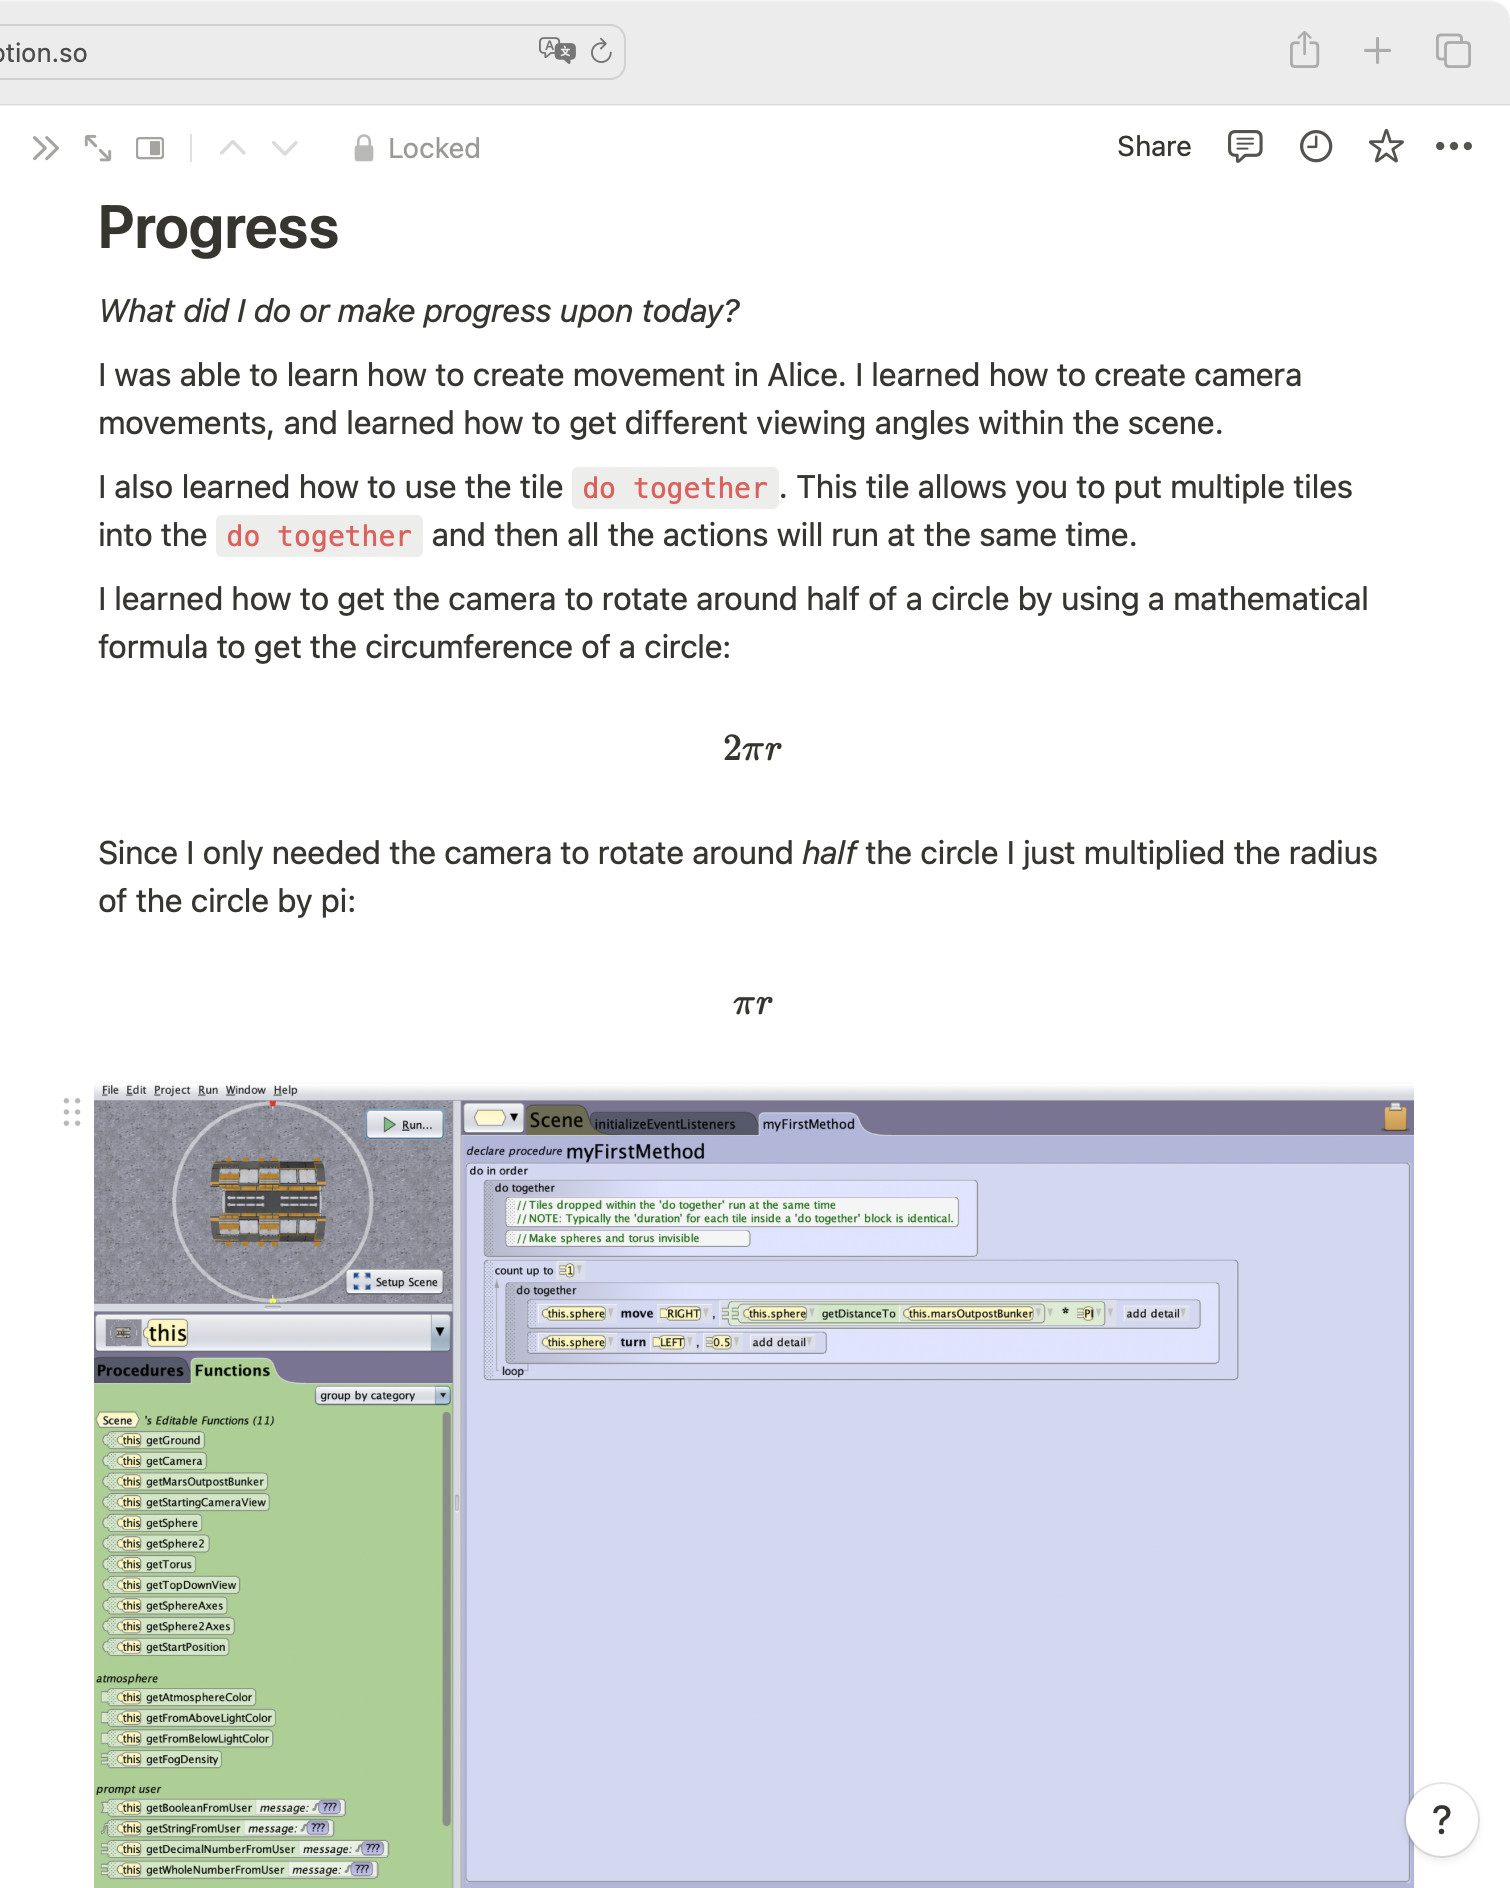 otion.so
Locked
Share
Progress
What did I do or make progress upon today?
I was able to learn how to create movement in Alice. I learned how to create camera
movements, and learned how to get different viewing angles within the scene.
I also learned how to use the tile do together . This tile allows you to put multiple tiles
into the do together and then all the actions will run at the same time.
I learned how to get the camera to rotate around half of a circle by using a mathematical
formula to get the circumference of a circle:
2πr
Since I only needed the camera to rotate around half the circle I just multiplied the radius
of the circle by pi:
πr
File Edit Project Run Window Help
Run...
Setup Scene
this
Procedures Functions
group by category
Scene 's Editable Functions (11)
this getGround
this getCamera
this getMarsOutpostBunker
this getStartingCameraView
this getSphere
this getSphere2
this getTorus
this getTopDownView
this getSphereAxes
this getSphere2Axes
this getStartPosition
atmosphere
this getAtmosphereColor
this getFromAboveLightColor
this getFromBelowLightColor
this getFogDensity
prompt user
this getBooleanFromUser message: ???
this getStringFromUser message: ???
this getDecimalNumberFromUser message: ???
this getWholeNumberFromUser message: ???
Scene initializeEventListeners myFirstMethod
declare procedure myFirstMethod
do in order
do together
// Tiles dropped within the 'do together' run at the same time
// NOTE: Typically the 'duration' for each tile inside a 'do together' block is identical.
// Make spheres and torus invisible
count up to 1
do together
this.sphere move RIGHT , this.sphere getDistanceTo this.marsOutpostBunker * PI add detail
this.sphere turn LEFT , 0.5 add detail
loop
?